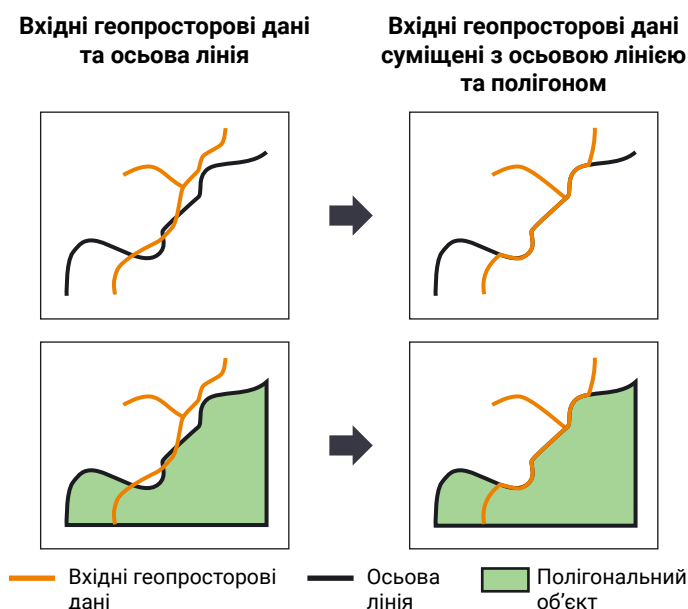 Вхідні геопросторові дані
та осьова лінія
Вхідні геопросторові дані
суміщені з осьовою лінією
та полігоном
Вхідні геопросторові
дані
Осьова
лінія
Полігональний
об’єкт